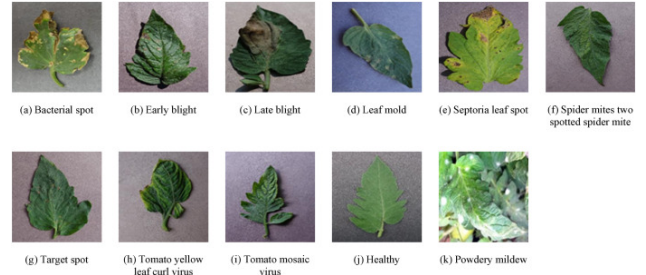 (a) Bacterial spot
(b) Early blight
(c) Late blight
(d) Leaf mold
(e) Septoria leaf spot
(f) Spider mites two
spotted spider mite
(g) Target spot
(h) Tomato yellow
leaf curl virus
(i) Tomato mosaic
virus
(j) Healthy
(k) Powdery mildew